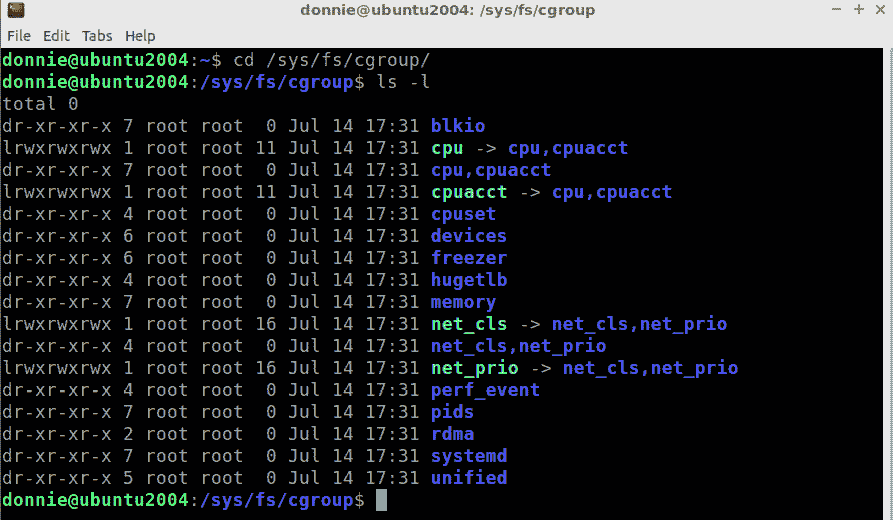 donnie@ubuntu2004: /sys/fs/cgroup
File Edit Tabs Help
donnie@ubuntu2004:~$ cd /sys/fs/cgroup/
donnie@ubuntu2004:/sys/fs/cgroup$ ls -l
total 0
dr-xr-xr-x 7 root root  0 Jul 14 17:31 blkio
lrwxrwxrwx 1 root root 11 Jul 14 17:31 cpu -> cpu,cpuacct
dr-xr-xr-x 7 root root  0 Jul 14 17:31 cpu,cpuacct
lrwxrwxrwx 1 root root 11 Jul 14 17:31 cpuacct -> cpu,cpuacct
dr-xr-xr-x 4 root root  0 Jul 14 17:31 cpuset
dr-xr-xr-x 6 root root  0 Jul 14 17:31 devices
dr-xr-xr-x 6 root root  0 Jul 14 17:31 freezer
dr-xr-xr-x 4 root root  0 Jul 14 17:31 hugetlb
dr-xr-xr-x 7 root root  0 Jul 14 17:31 memory
lrwxrwxrwx 1 root root 16 Jul 14 17:31 net_cls -> net_cls,net_prio
dr-xr-xr-x 4 root root  0 Jul 14 17:31 net_cls,net_prio
lrwxrwxrwx 1 root root 16 Jul 14 17:31 net_prio -> net_cls,net_prio
dr-xr-xr-x 4 root root  0 Jul 14 17:31 perf_event
dr-xr-xr-x 7 root root  0 Jul 14 17:31 pids
dr-xr-xr-x 2 root root  0 Jul 14 17:31 rdma
dr-xr-xr-x 7 root root  0 Jul 14 17:31 systemd
dr-xr-xr-x 5 root root  0 Jul 14 17:31 unified
donnie@ubuntu2004:/sys/fs/cgroup$